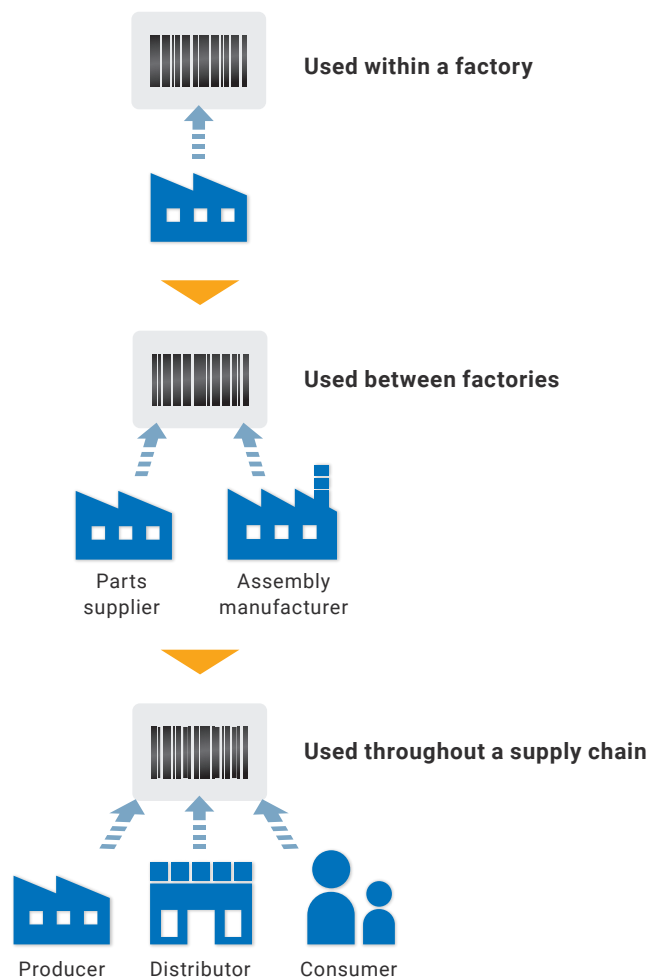 Used within a factory
Used between factories
Parts
supplier
Assembly
manufacturer
Used throughout a supply chain
Producer
Distributor
Consumer